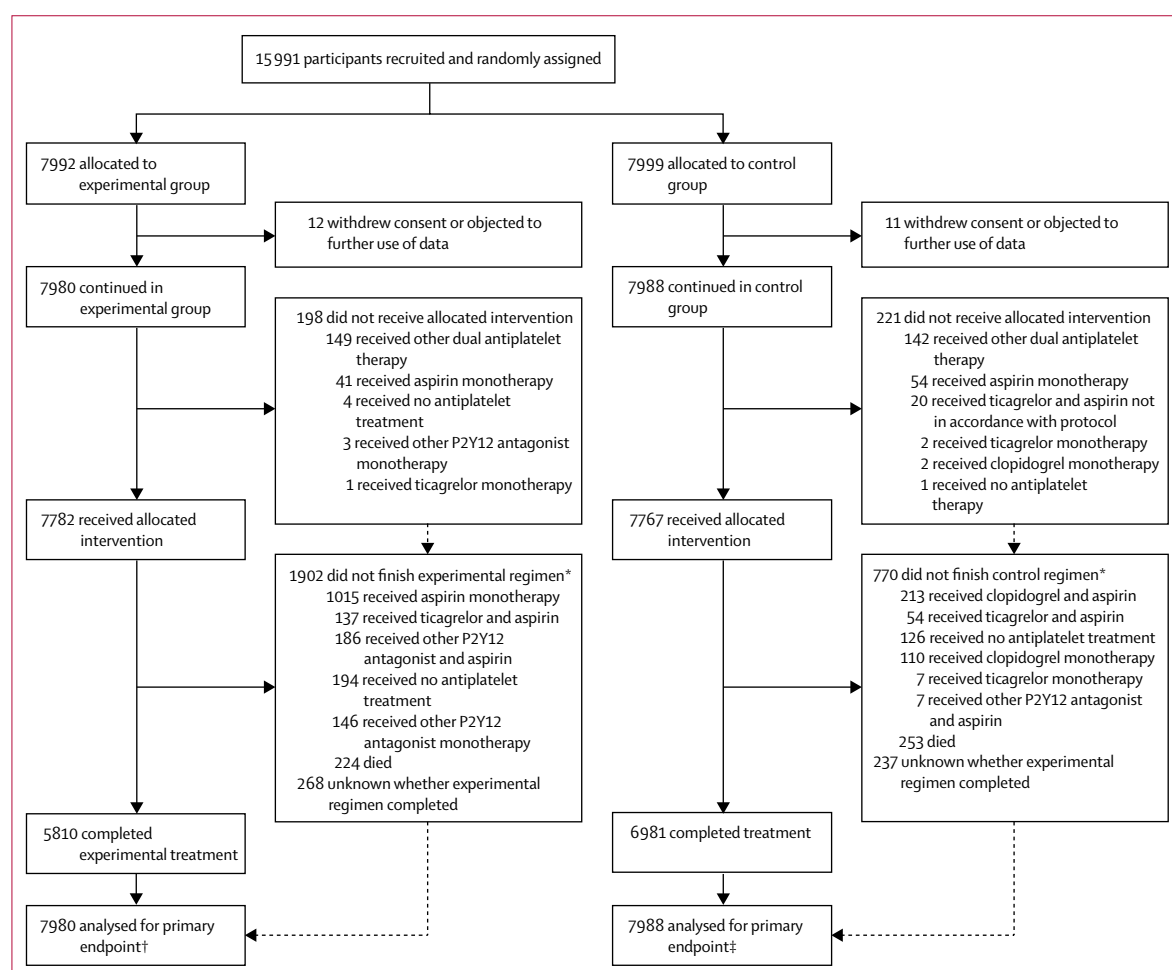 15 991 participants recruited and randomly assigned
7992 allocated to
experimental group
7999 allocated to control
group
12 withdrew consent or objected to
further use of data
11 withdrew consent or objected to
further use of data
7980 continued in
experimental group
7988 continued in control
group
198 did not receive allocated intervention
149 received other dual antiplatelet
therapy
41 received aspirin monotherapy
4 received no antiplatelet
treatment
3 received other P2Y12 antagonist
monotherapy
1 received ticagrelor monotherapy
221 did not receive allocated intervention
142 received other dual antiplatelet
therapy
54 received aspirin monotherapy
20 received ticagrelor and aspirin not
in accordance with protocol
2 received ticagrelor monotherapy
2 received clopidogrel monotherapy
1 received no antiplatelet
therapy
7782 received allocated
intervention
7767 received allocated
intervention
1902 did not finish experimental regimen*
1015 received aspirin monotherapy
137 received ticagrelor and aspirin
186 received other P2Y12
antagonist and aspirin
194 received no antiplatelet
treatment
146 received other P2Y12
antagonist monotherapy
224 died
268 unknown whether experimental
regimen completed
770 did not finish control regimen*
213 received clopidogrel and aspirin
54 received ticagrelor and aspirin
126 received no antiplatelet treatment
110 received clopidogrel monotherapy
7 received ticagrelor monotherapy
7 received other P2Y12 antagonist
and aspirin
253 died
237 unknown whether experimental
regimen completed
5810 completed
experimental treatment
6981 completed treatment
7980 analysed for primary
endpoint†
7988 analysed for primary
endpoint‡